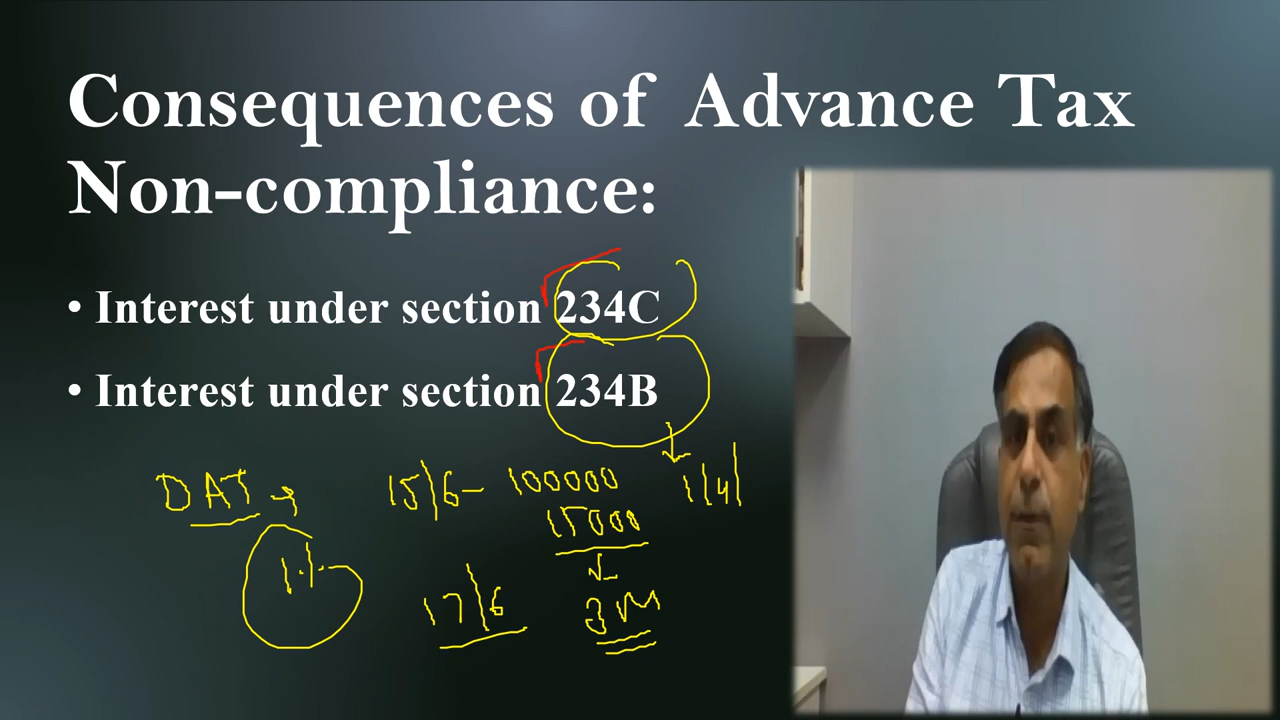 Consequences of Advance Tax
Non-compliance:
• Interest under section 234C
• Interest under section 234B
DAT → 15/6 - 100000 1/4/
15000
1%
17/6 3M